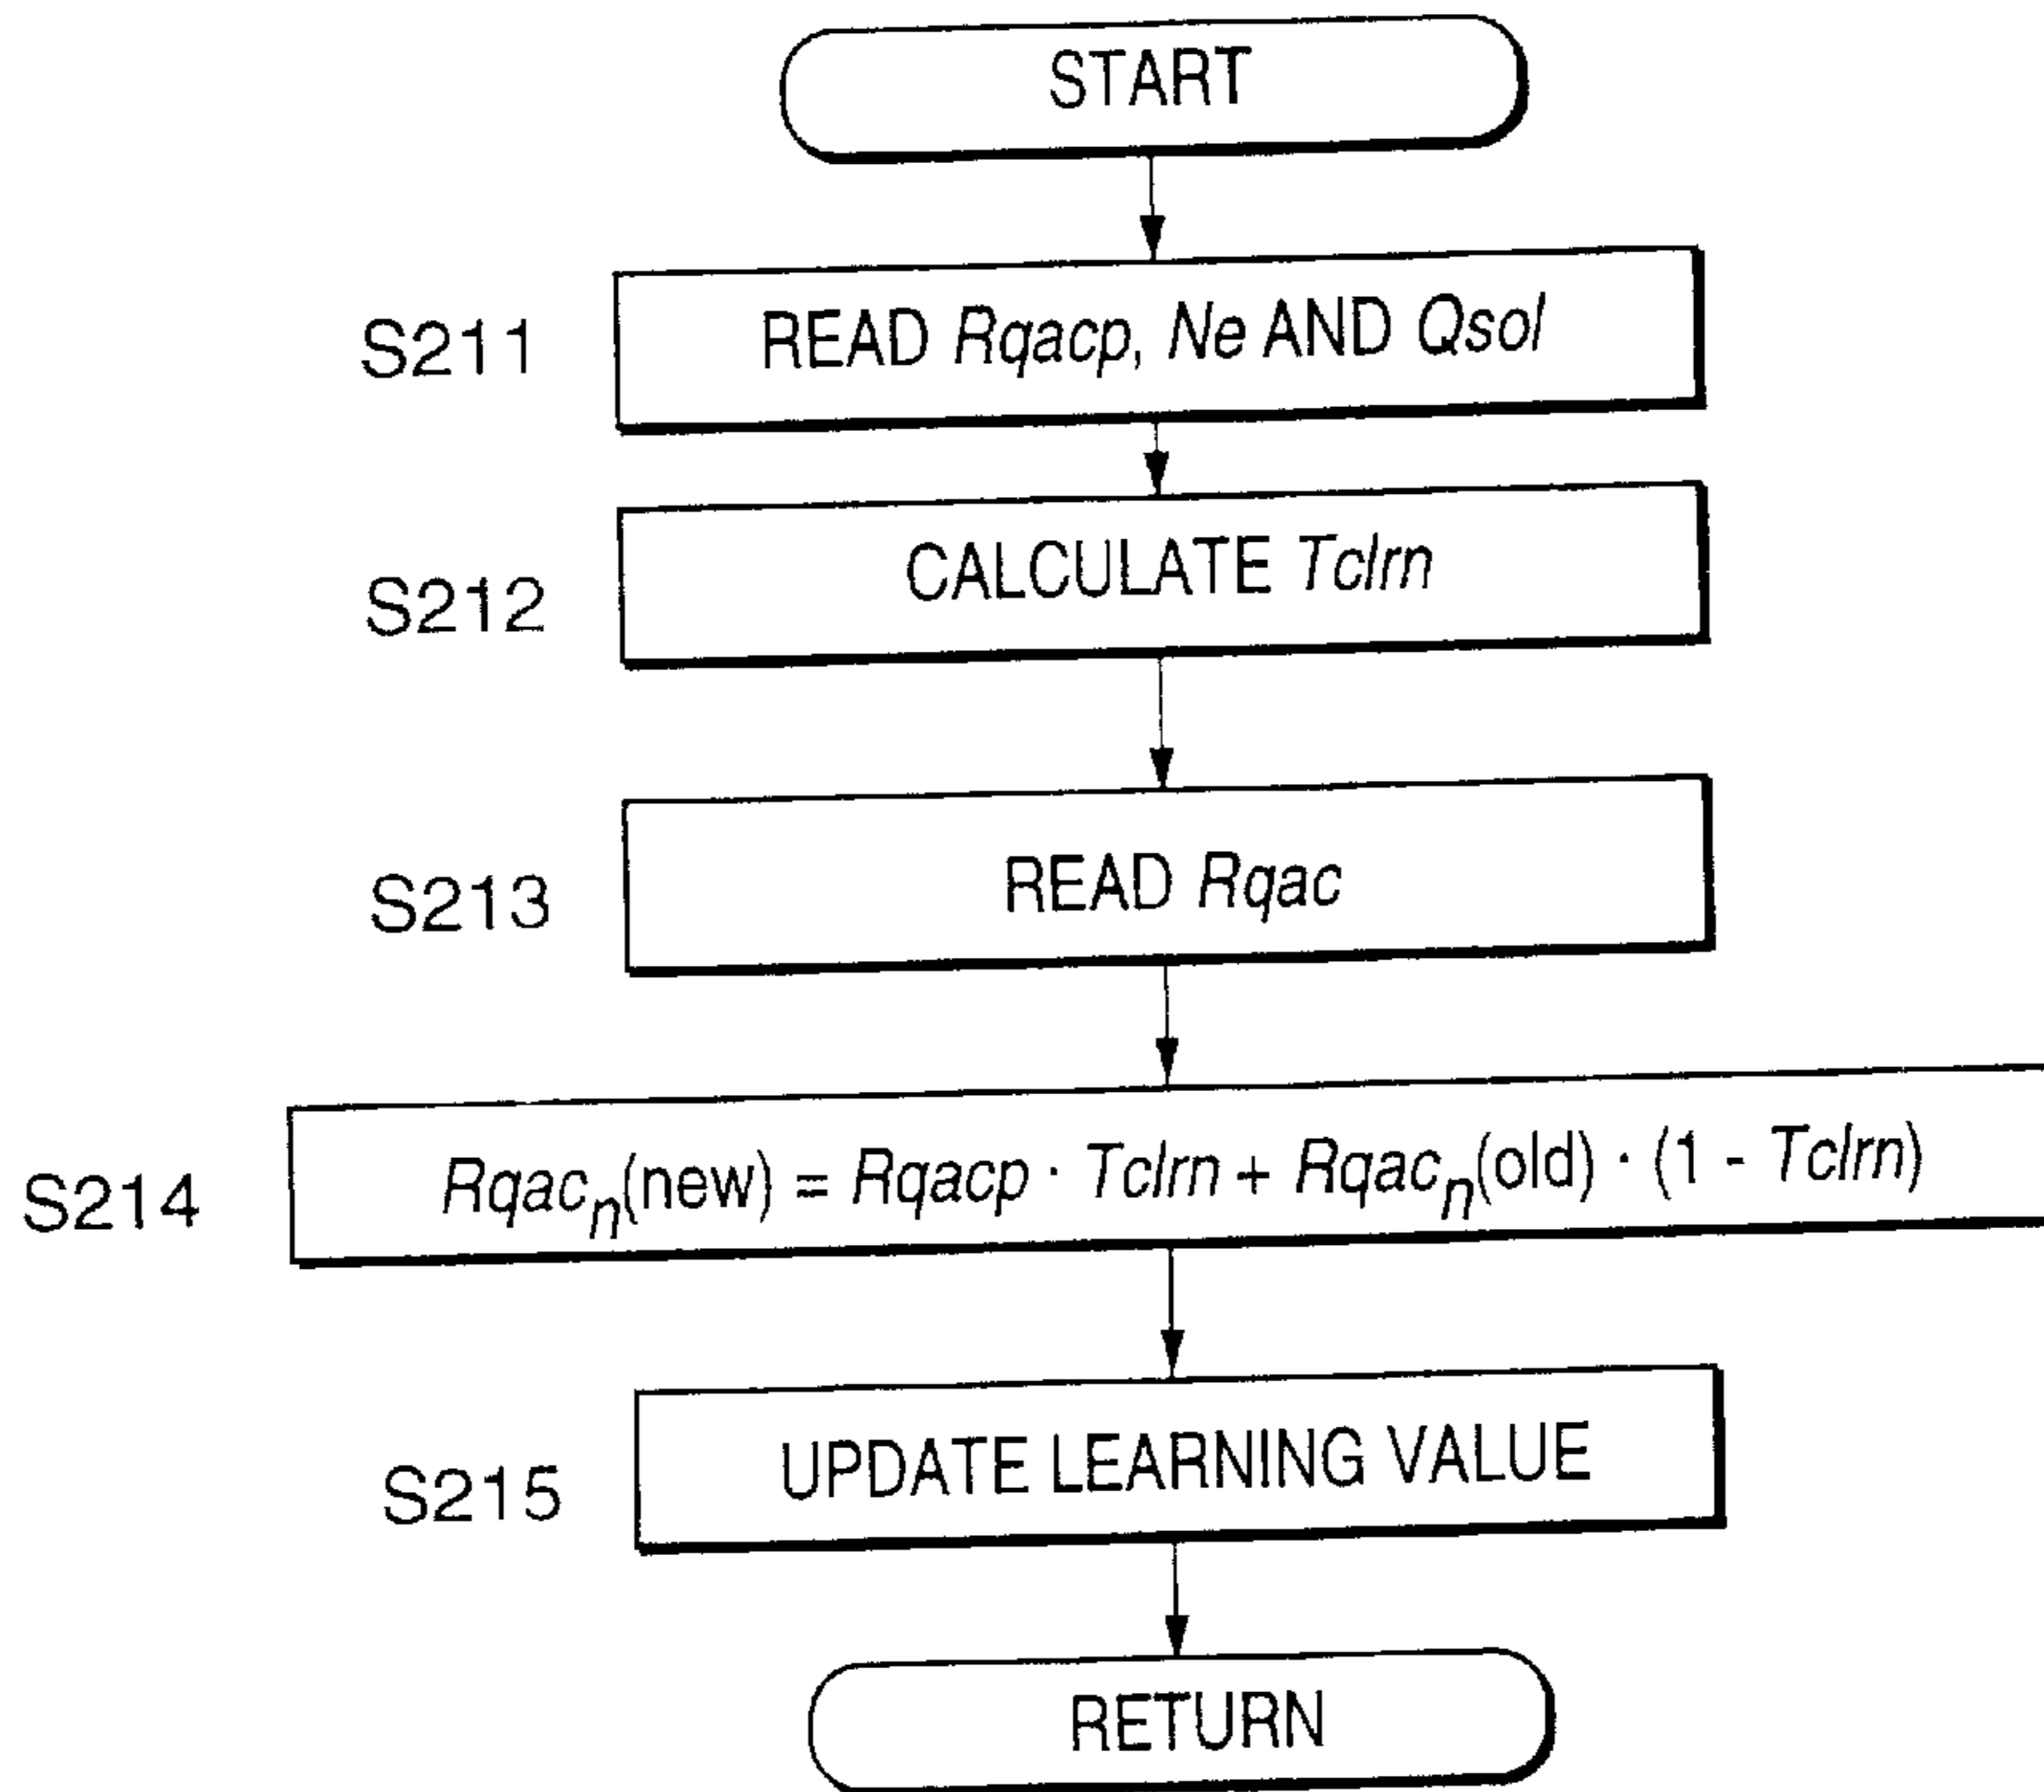 START
S211
READ Rqacp, Ne AND Qsol
S212
CALCULATE Tclrn
S213
READ Rqac
S214
Rqacn(new) = Rqacp · Tclrn + Rqacn(old) · (1 - Tclrn)
S215
UPDATE LEARNING VALUE
RETURN